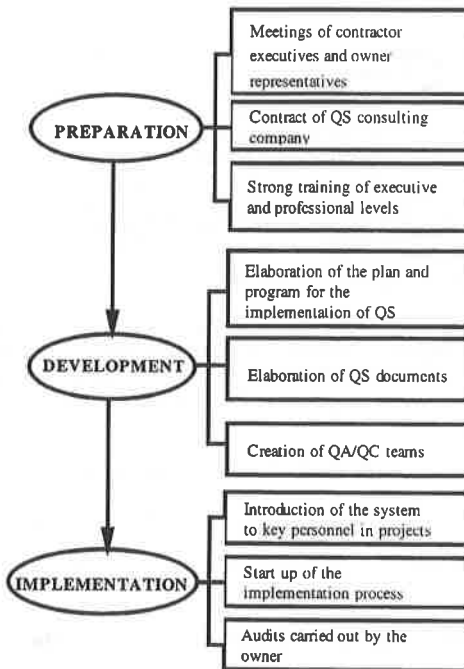 Meetings of contractor
executives and owner
representatives
PREPARATION
Contract of QS consulting
company
Strong training of executive
and professional levels
Elaboration of the plan and
program for the
implementation of QS
DEVELOPMENT
Elaboration of QS documents
Creation of QA/QC teams
Introduction of the system
to key personnel in projects
IMPLEMENTATION
Start up of the
implementation process
Audits carried out by the
owner